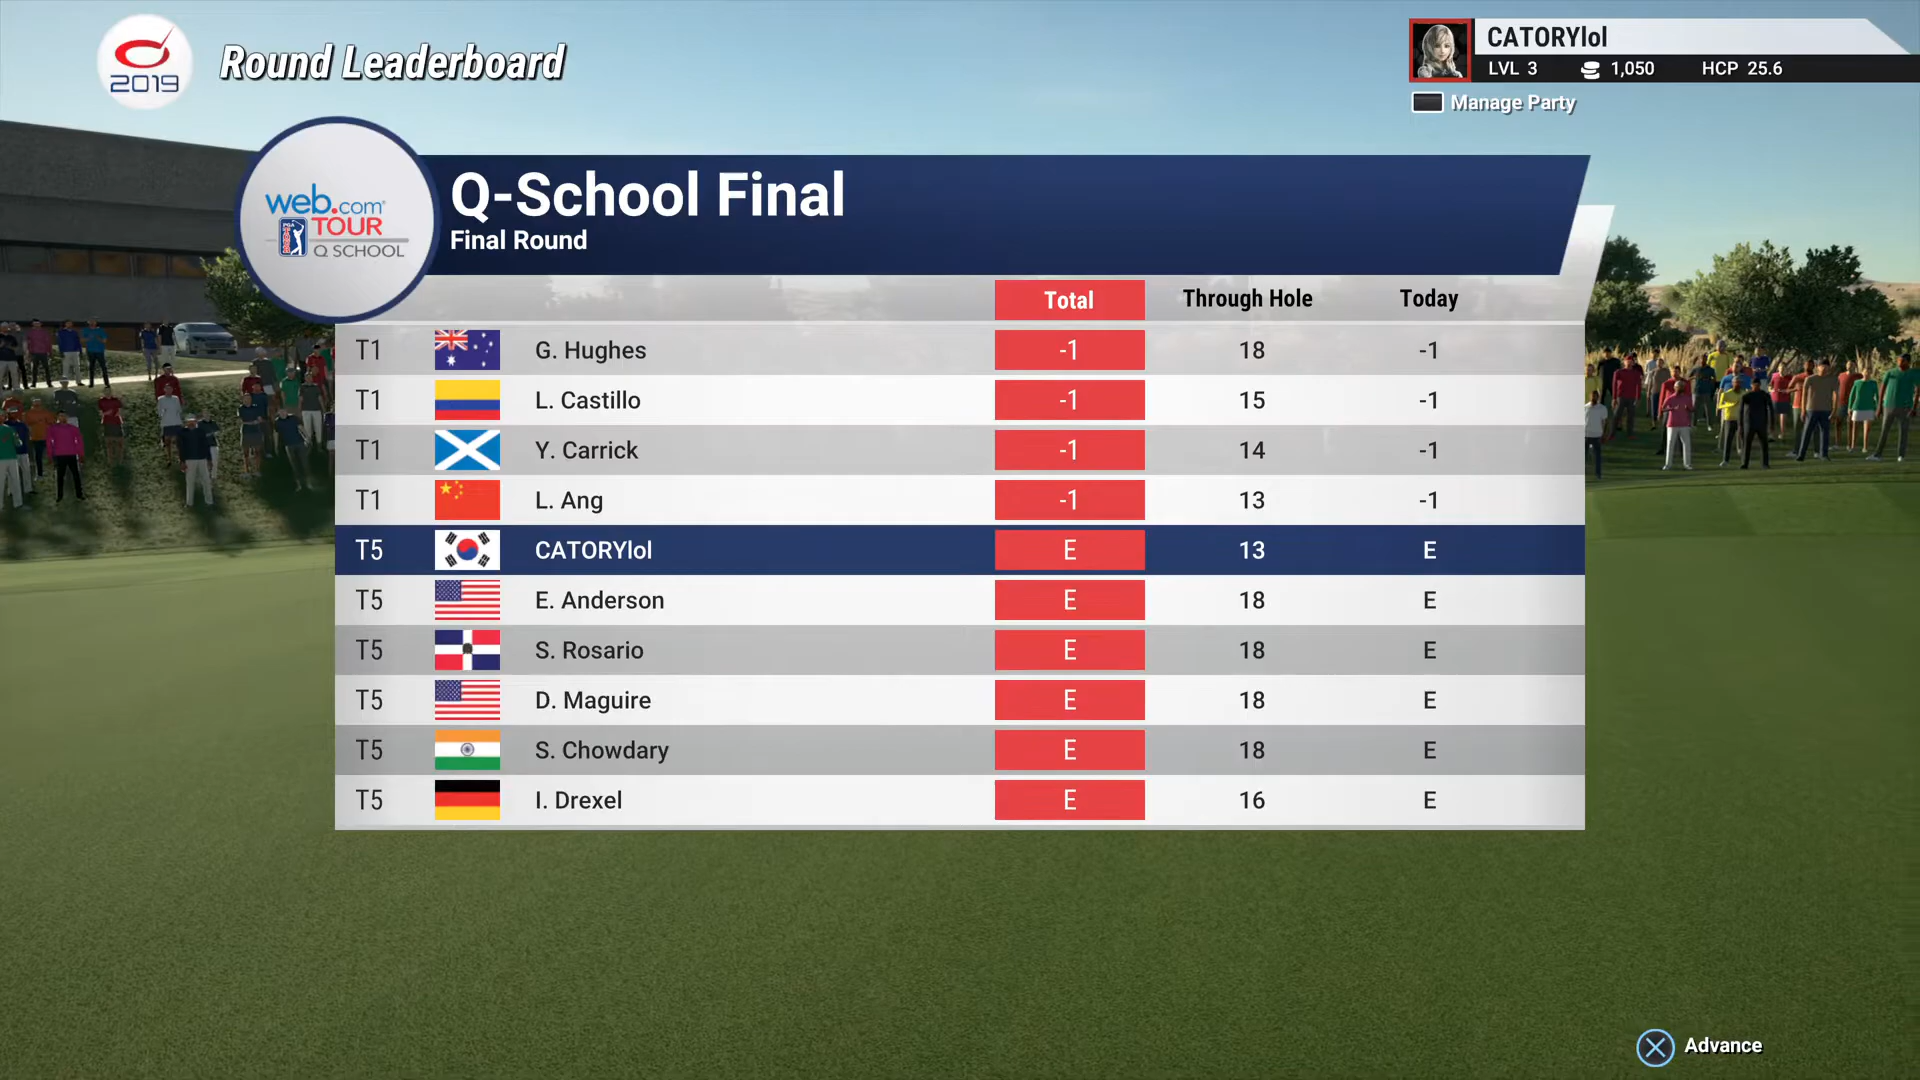 2019
Round Leaderboard
CATORYlol
LVL 3 1,050 HCP 25.6
Manage Party
web.com
TOUR
Q SCHOOL
Q-School Final
Final Round
Total Through Hole Today
T1 G. Hughes -1 18 -1
T1 L. Castillo -1 15 -1
T1 Y. Carrick -1 14 -1
T1 L. Ang -1 13 -1
T5 CATORYlol E 13 E
T5 E. Anderson E 18 E
T5 S. Rosario E 18 E
T5 D. Maguire E 18 E
T5 S. Chowdary E 18 E
T5 I. Drexel E 16 E
Advance